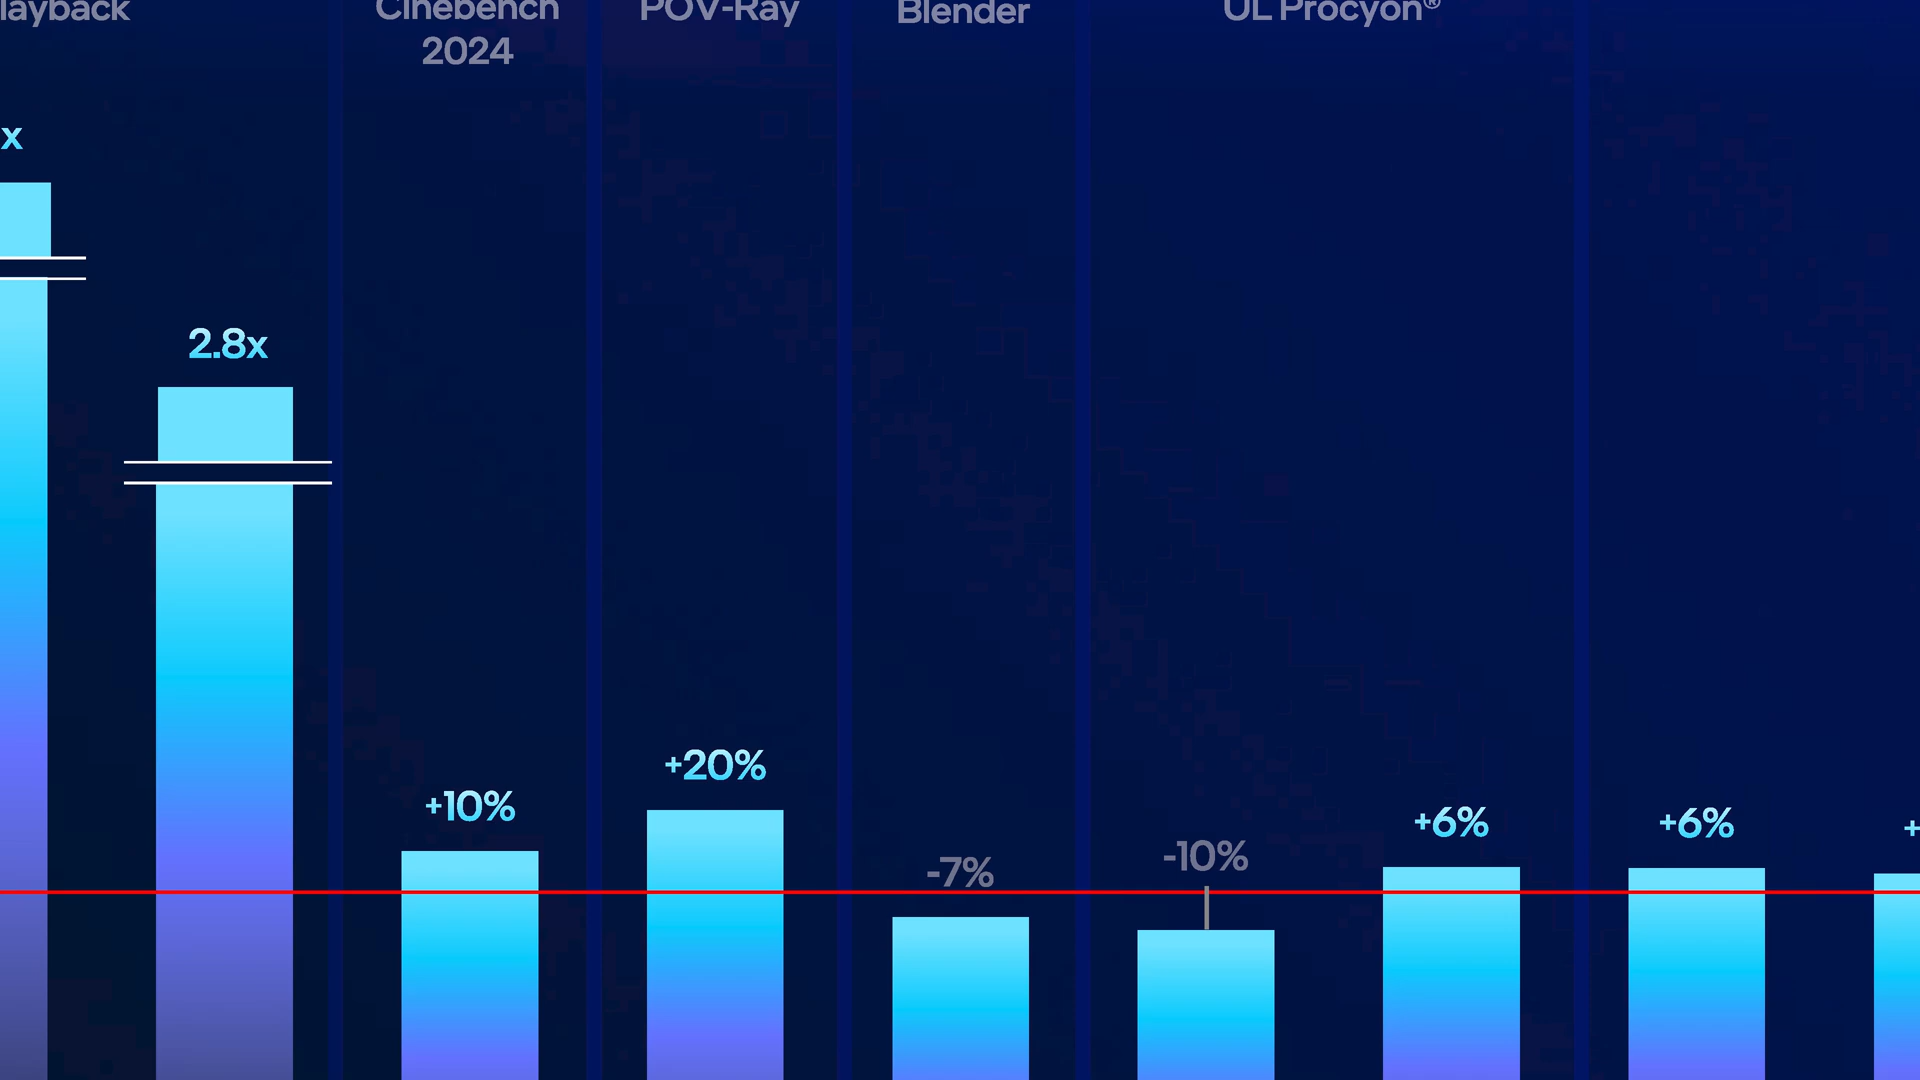 layback
Cinebench
2024
POV-Ray
Blender
UL Procyon®
x
2.8x
+10%
+20%
-7%
-10%
+6%
+6%
+